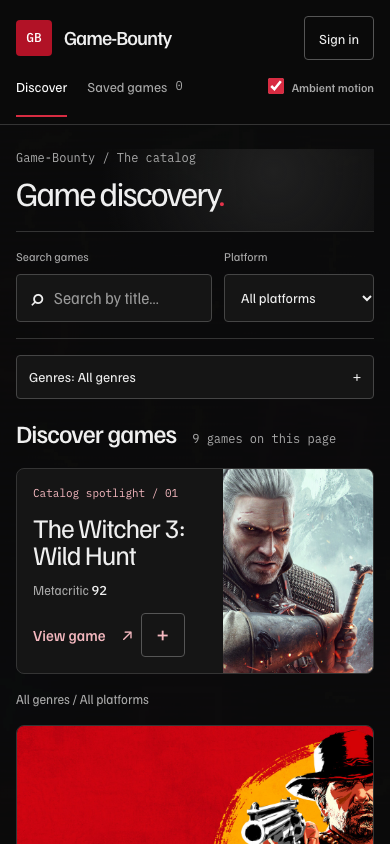 GB
Game-Bounty
Sign in
Discover
Saved games 0
Ambient motion
Game-Bounty / The catalog
Game discovery.
Search games
Platform
Search by title...
All platforms
Genres: All genres +
Discover games
9 games on this page
Catalog spotlight / 01
The Witcher 3:
Wild Hunt
Metacritic 92
View game ↗ +
All genres / All platforms